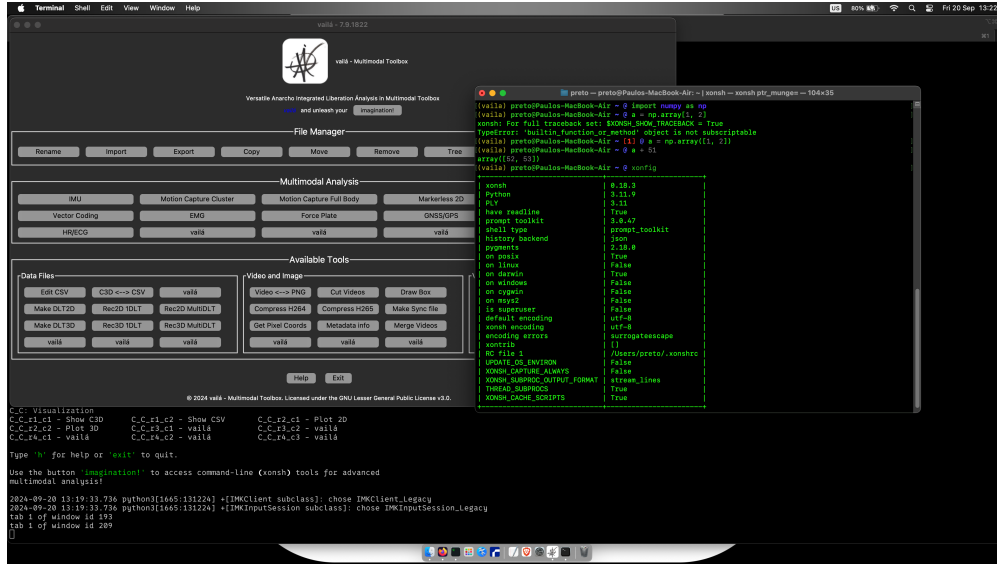 Terminal Shell Edit View Window Help
US 80% Fri 20 Sep 13:22
vailá - 7.9.1822
vailá - Multimodal Toolbox
Versatile Anarcho Integrated Liberation Ánalysis in Multimodal Toolbox
and unleash your imagination!
File Manager
Rename Import Export Copy Move Remove Tree
Multimodal Analysis
IMU Motion Capture Cluster Motion Capture Full Body Markerless 2D
Vector Coding EMG Force Plate GNSS/GPS
HR/ECG vailá vailá vailá
Available Tools
Data Files
Edit CSV C3D <--> CSV vailá
Make DLT2D Rec2D 1DLT Rec2D MultiDLT
Make DLT3D Rec3D 1DLT Rec3D MultiDLT
vailá vailá vailá
Video and Image
Video <--> PNG Cut Videos Draw Box
Compress H264 Compress H265 Make Sync file
Get Pixel Coords Metadata info Merge Videos
vailá vailá vailá
Help Exit
© 2024 vailá - Multimodal Toolbox. Licensed under the GNU Lesser General Public License v3.0.
preto — preto@Paulos-MacBook-Air: ~ | xonsh — xonsh ptr_munge= — 104×35
(vaila) preto@Paulos-MacBook-Air ~ @ import numpy as np
(vaila) preto@Paulos-MacBook-Air ~ @ a = np.array[1, 2)
xonsh: For full traceback set: $XONSH_SHOW_TRACEBACK = True
TypeError: 'builtin_function_or_method' object is not subscriptable
(vaila) preto@Paulos-MacBook-Air ~ [1] @ a = np.array([1, 2])
(vaila) preto@Paulos-MacBook-Air ~ @ a + 51
array([52, 53])
(vaila) preto@Paulos-MacBook-Air ~ @ xonfig
| xonsh | 0.18.3 |
| Python | 3.11.9 |
| PLY | 3.11 |
| have readline | True |
| prompt toolkit | 3.0.47 |
| shell type | prompt_toolkit |
| history backend | json |
| pygments | 2.18.0 |
| on posix | True |
| on linux | False |
| on darwin | True |
| on windows | False |
| on cygwin | False |
| on msys2 | False |
| is superuser | False |
| default encoding | utf-8 |
| xonsh encoding | utf-8 |
| encoding errors | surrogateescape |
| xontrib | [] |
| RC file 1 | /Users/preto/.xonshrc |
| UPDATE_OS_ENVIRON | False |
| XONSH_CAPTURE_ALWAYS | False |
| XONSH_SUBPROC_OUTPUT_FORMAT | stream_lines |
| THREAD_SUBPROCS | True |
| XONSH_CACHE_SCRIPTS | True |
C_C: Visualization
C_C_r1_c1 - Show C3D C_C_r1_c2 - Show CSV C_C_r2_c1 - Plot 2D
C_C_r2_c2 - Plot 3D C_C_r3_c1 - vailá C_C_r3_c2 - vailá
C_C_r4_c1 - vailá C_C_r4_c2 - vailá C_C_r4_c3 - vailá
Type 'h' for help or 'exit' to quit.
Use the button 'imagination!' to access command-line (xonsh) tools for advanced
multimodal analysis!
2024-09-20 13:19:33.736 python3[1665:131224] +[IMKClient subclass]: chose IMKClient_Legacy
2024-09-20 13:19:33.736 python3[1665:131224] +[IMKInputSession subclass]: chose IMKInputSession_Legacy
tab 1 of window id 193
tab 1 of window id 209